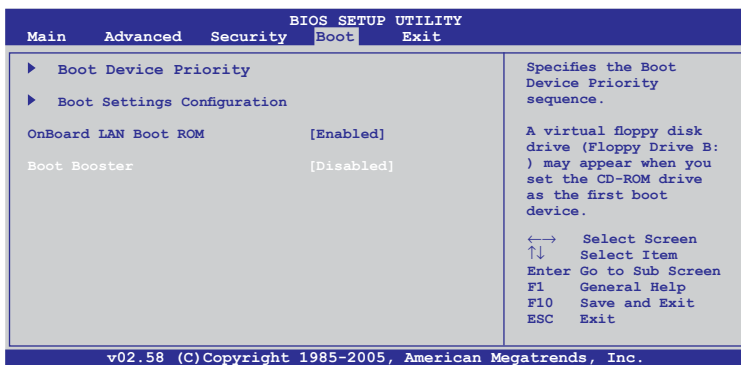 BIOS SETUP UTILITY
Main Advanced Security Boot Exit
Boot Device Priority
Boot Settings Configuration
OnBoard LAN Boot ROM [Enabled]
Boot Booster [Disabled]
Specifies the Boot
Device Priority
sequence.
A virtual floppy disk
drive (Floppy Drive B:
) may appear when you
set the CD-ROM drive
as the first boot
device.
←→ Select Screen
↑↓ Select Item
Enter Go to Sub Screen
F1 General Help
F10 Save and Exit
ESC Exit
v02.58 (C)Copyright 1985-2005, American Megatrends, Inc.